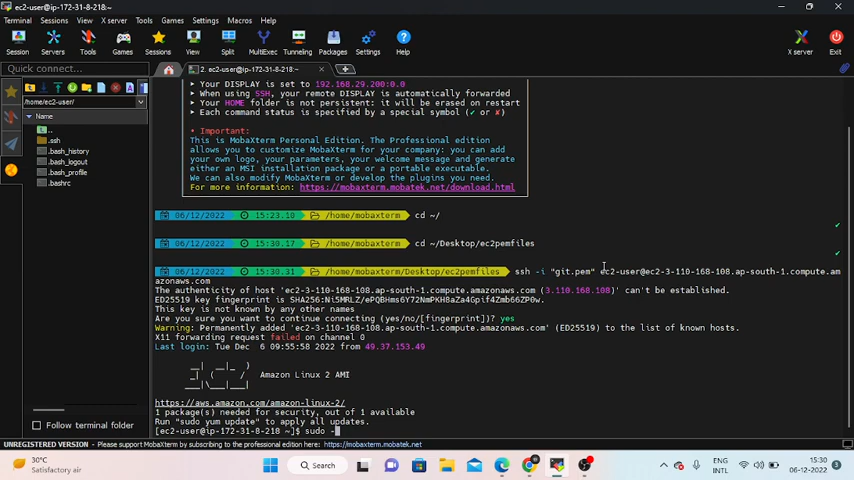 ec2-user@ip-172-31-8-218:~
Terminal Sessions View X server Tools Games Settings Macros Help
Session Servers Tools Games Sessions View Split MultiExec Tunneling Packages Settings Help X server Exit
Quick connect...
2. ec2-user@ip-172-31-8-218:~
/home/ec2-user/
Name
..
.ssh
.bash_history
.bash_logout
.bash_profile
.bashrc
Follow terminal folder
➤ Your DISPLAY is set to 192.168.29.200:0.0
➤ When using SSH, your remote DISPLAY is automatically forwarded
➤ Your HOME folder is not persistent: it will be erased on restart
➤ Each command status is specified by a special symbol (✓ or ✗)
• Important:
This is MobaXterm Personal Edition. The Professional edition
allows you to customize MobaXterm for your company: you can add
your own logo, your parameters, your welcome message and generate
either an MSI installation package or a portable executable.
We can also modify MobaXterm or develop the plugins you need.
For more information: https://mobaxterm.mobatek.net/download.html
06/12/2022 15:23.10 /home/mobaxterm cd ~/
06/12/2022 15:30.17 /home/mobaxterm cd ~/Desktop/ec2pemfiles
06/12/2022 15:30.31 /home/mobaxterm/Desktop/ec2pemfiles ssh -i "git.pem" ec2-user@ec2-3-110-168-108.ap-south-1.compute.am
azonaws.com
The authenticity of host 'ec2-3-110-168-108.ap-south-1.compute.amazonaws.com (3.110.168.108)' can't be established.
ED25519 key fingerprint is SHA256:Ni5MRLZ/ePQBHms6Y7mCNwpKH8aZa4Gpif4Zmb66ZP0w.
This key is not known by any other names
Are you sure you want to continue connecting (yes/no/[fingerprint])? yes
Warning: Permanently added 'ec2-3-110-168-108.ap-south-1.compute.amazonaws.com' (ED25519) to the list of known hosts.
X11 forwarding request failed on channel 0
Last login: Tue Dec  6 09:55:58 2022 from 49.37.153.49
__|  __|_  )
_|  (     /   Amazon Linux 2 AMI
___|\___|___|
https://aws.amazon.com/amazon-linux-2/
1 package(s) needed for security, out of 1 available
Run "sudo yum update" to apply all updates.
[ec2-user@ip-172-31-8-218 ~]$ sudo -
UNREGISTERED VERSION - Please support MobaXterm by subscribing to the professional edition here: https://mobaxterm.mobatek.net
30°C
Satisfactory air
Search
ENG
INTL
15:30
06-12-2022